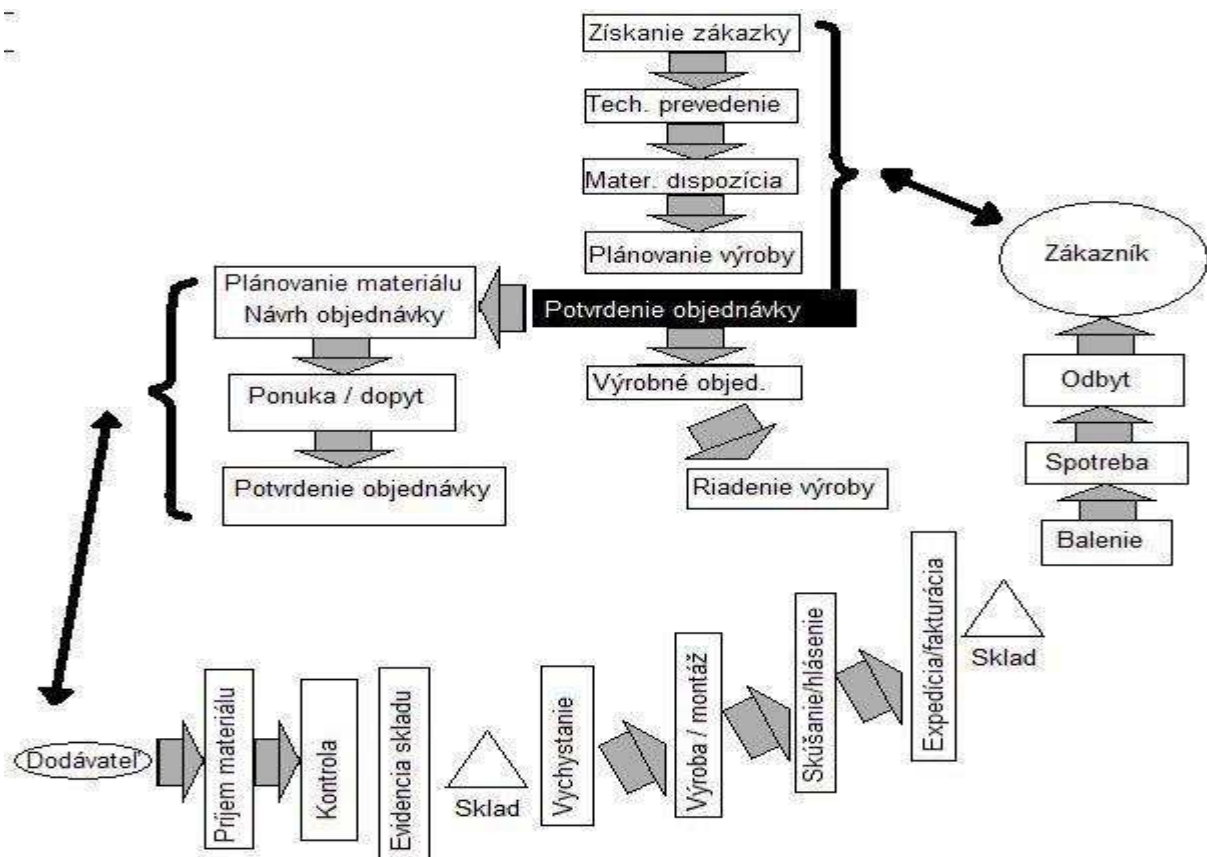 Získanie zákazky
Tech. prevedenie
Mater. dispozícia
Plánovanie výroby
Potvrdenie objednávky
Výrobné objed.
Riadenie výroby
Plánovanie materiálu
Návrh objednávky
Ponuka / dopyt
Potvrdenie objednávky
Zákazník
Odbyt
Spotreba
Balenie
Dodávateľ
Príjem materiálu
Kontrola
Evidencia skladu
Sklad
Vychystanie
Výroba / montáž
Skúšanie/hlásenie
Expedícia/fakturácia
Sklad